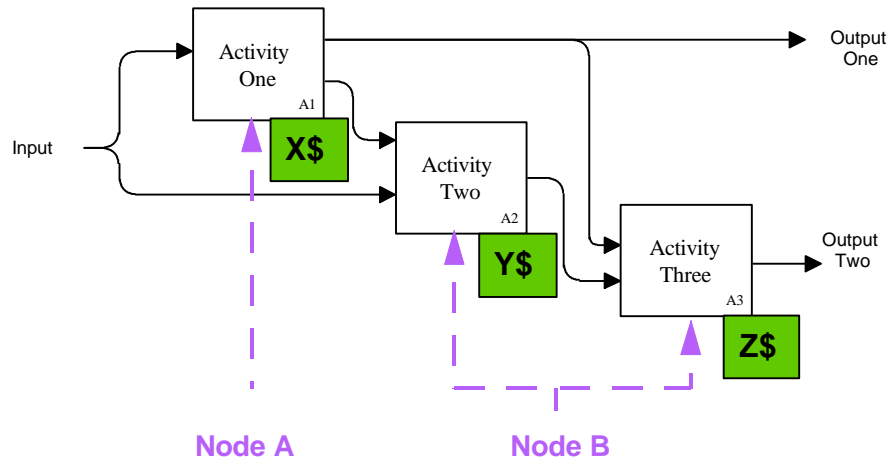 Input
Activity
One
A1
X$
Output
One
Activity
Two
A2
Y$
Activity
Three
A3
Z$
Output
Two
Node A
Node B